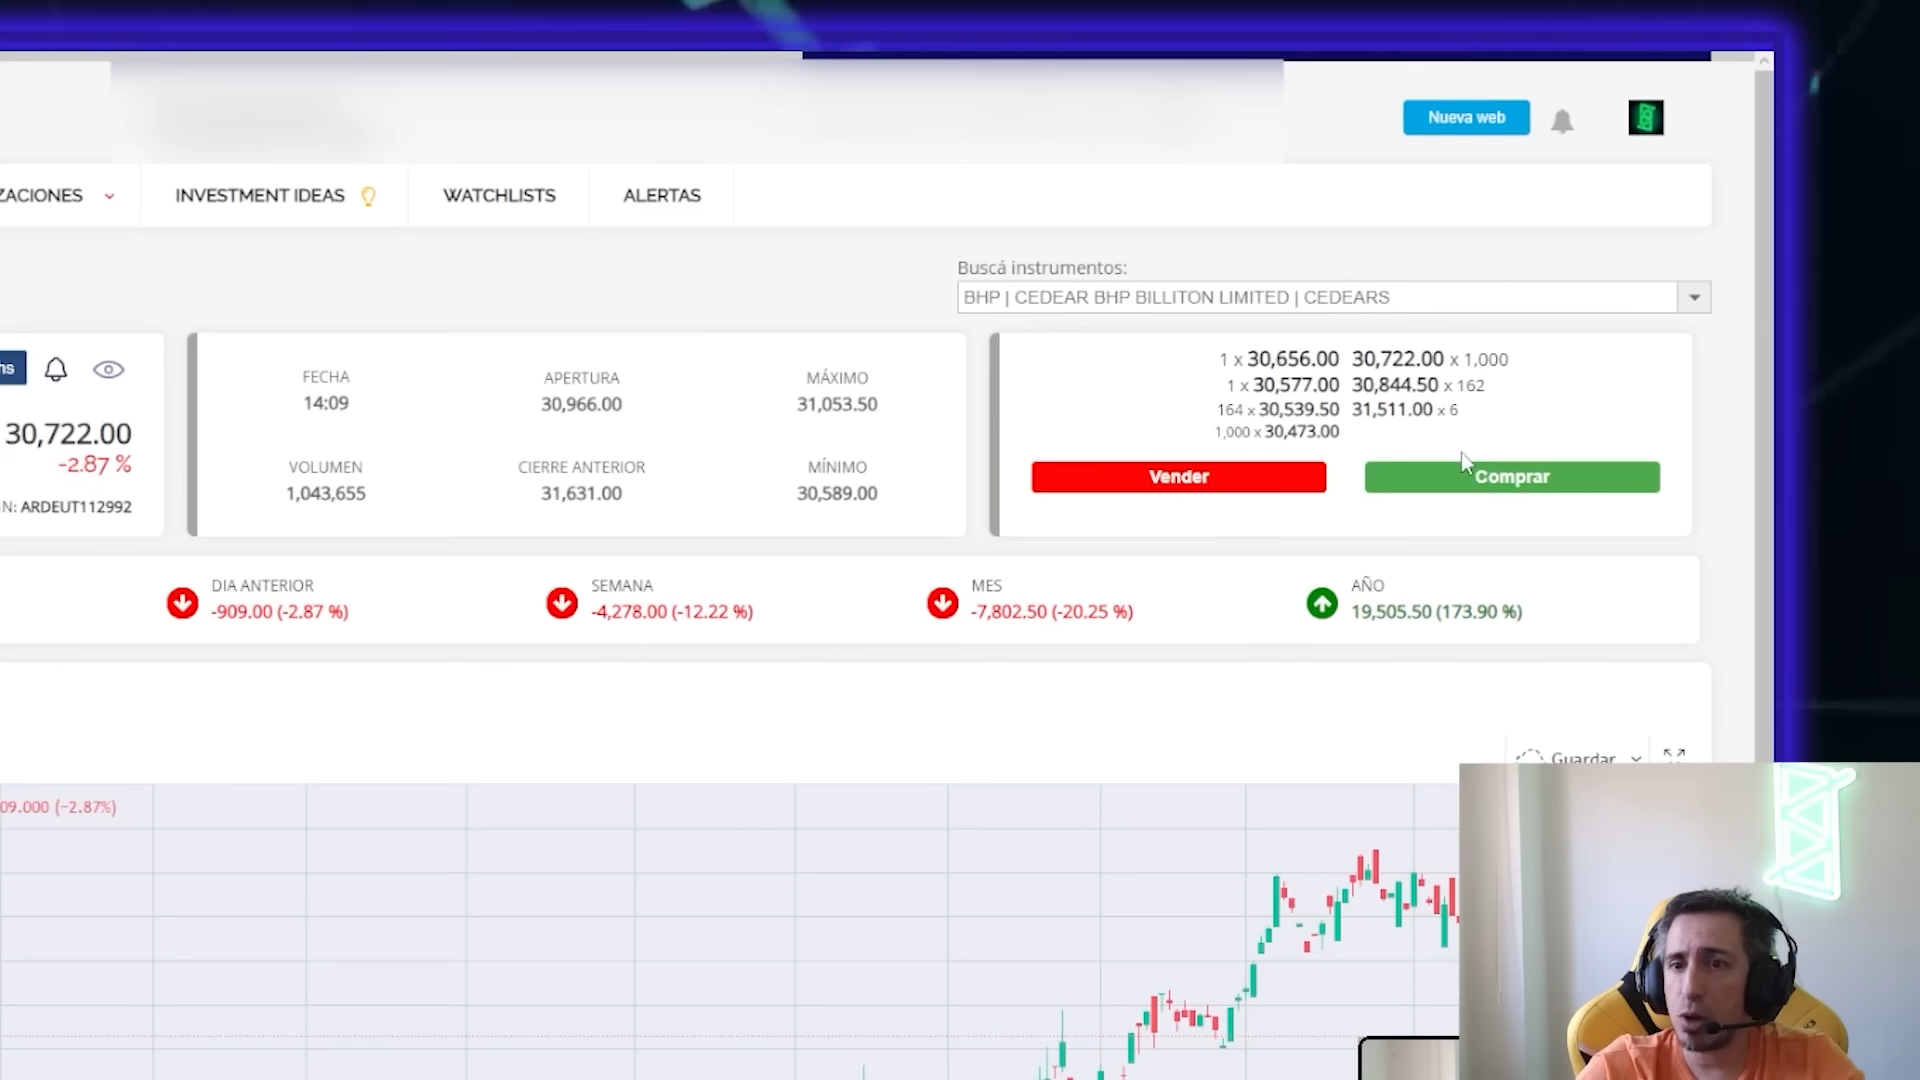 Nueva web
ZACIONES
INVESTMENT IDEAS
WATCHLISTS
ALERTAS
Buscá instrumentos:
BHP | CEDEAR BHP BILLITON LIMITED | CEDEARS
hs
30,722.00
-2.87 %
N: ARDEUT112992
FECHA
14:09
APERTURA
30,966.00
MÁXIMO
31,053.50
VOLUMEN
1,043,655
CIERRE ANTERIOR
31,631.00
MÍNIMO
30,589.00
1 x 30,656.00 30,722.00 x 1,000
1 x 30,577.00 30,844.50 x 162
164 x 30,539.50 31,511.00 x 6
1,000 x 30,473.00
Vender
Comprar
DIA ANTERIOR
-909.00 (-2.87 %)
SEMANA
-4,278.00 (-12.22 %)
MES
-7,802.50 (-20.25 %)
AÑO
19,505.50 (173.90 %)
Guardar
09.000 (−2.87%)